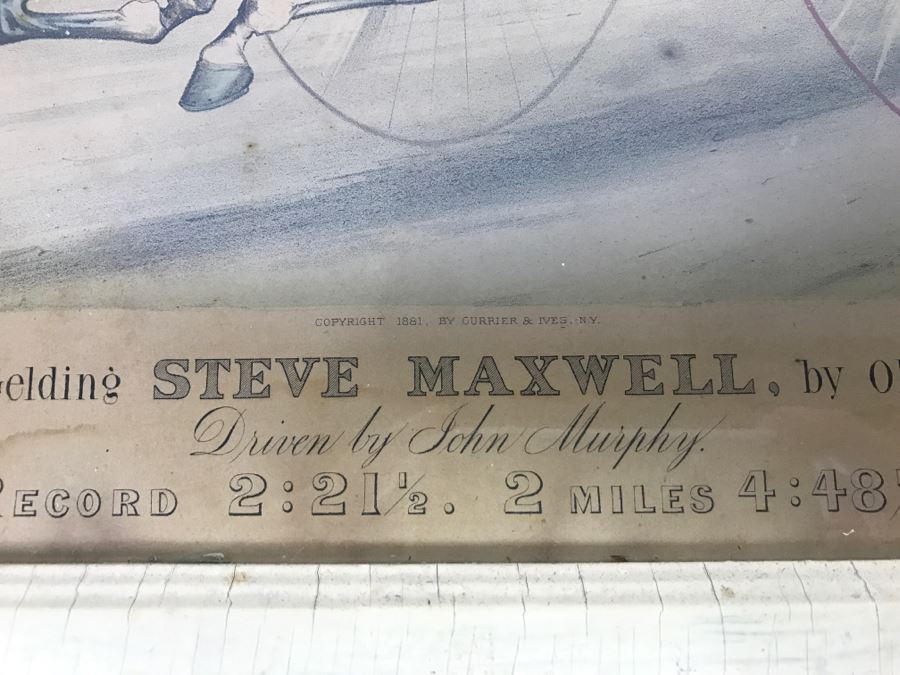 COPYRIGHT 1881, BY CURRIER & IVES, N.Y.
elding STEVE MAXWELL, by O
Driven by John Murphy.
RECORD 2:21½. 2 MILES 4:48